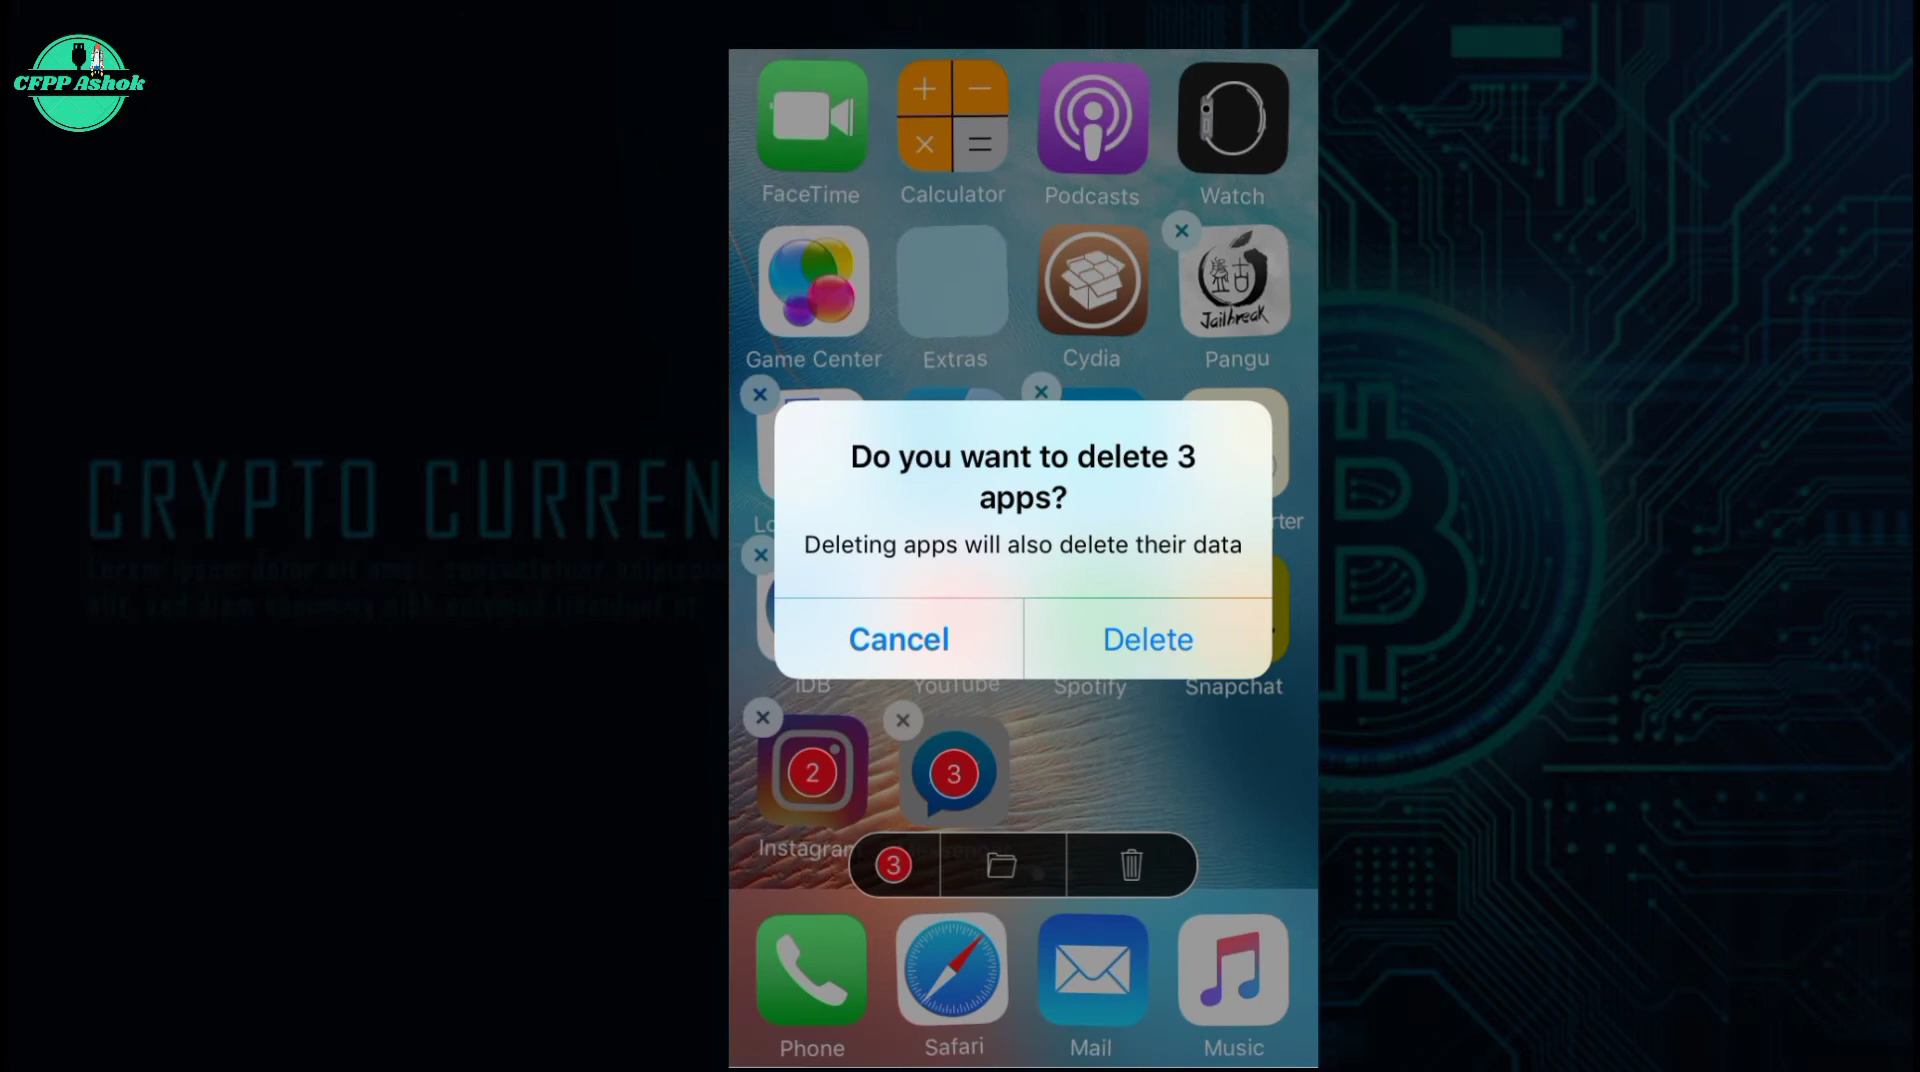 CFPP Ashok
FaceTime
Calculator
Podcasts
Watch
Jailbreak
Game Center
Extras
Cydia
Pangu
Do you want to delete 3
apps?
Deleting apps will also delete their data
Cancel
Delete
CRYPTO CURREN
IDB
YouTube
Spotify
Snapchat
2
3
Instagram
3
Phone
Safari
Mail
Music